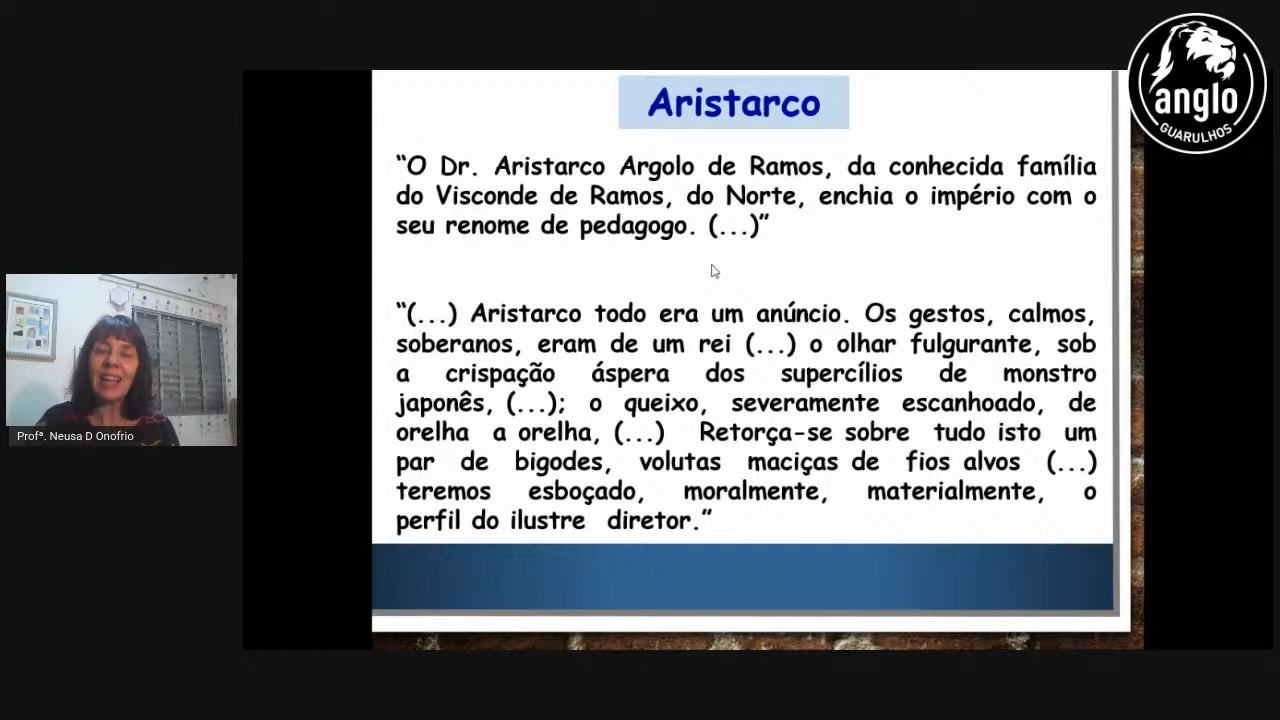 Aristarco
“O Dr. Aristarco Argolo de Ramos, da conhecida família
do Visconde de Ramos, do Norte, enchia o império com o
seu renome de pedagogo. (...)”
“(...) Aristarco todo era um anúncio. Os gestos, calmos,
soberanos, eram de um rei (...) o olhar fulgurante, sob
a crispação áspera dos supercílios de monstro
japonês, (...); o queixo, severamente escanhoado, de
orelha a orelha, (...) Retorça-se sobre tudo isto um
par de bigodes, volutas maciças de fios alvos (...)
teremos esboçado, moralmente, materialmente, o
perfil do ilustre diretor.”
anglo
GUARULHOS
Profª. Neusa D Onofrio